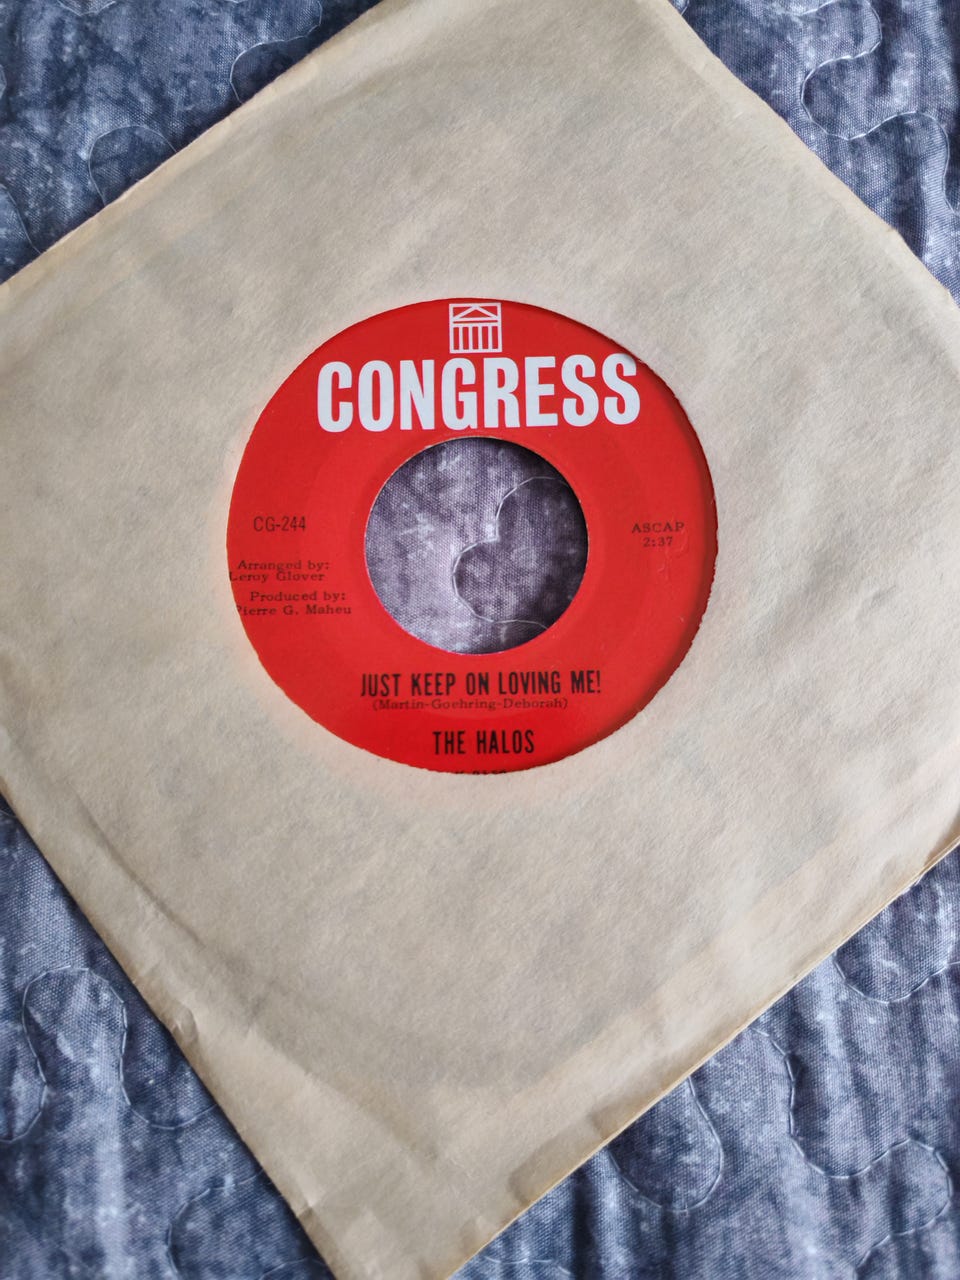 CONGRESS
CG-244
ASCAP
2:37
Arranged by:
Leroy Glover
Produced by:
Pierre G. Maheu
JUST KEEP ON LOVING ME!
(Martin-Goehring-Deborah)
THE HALOS